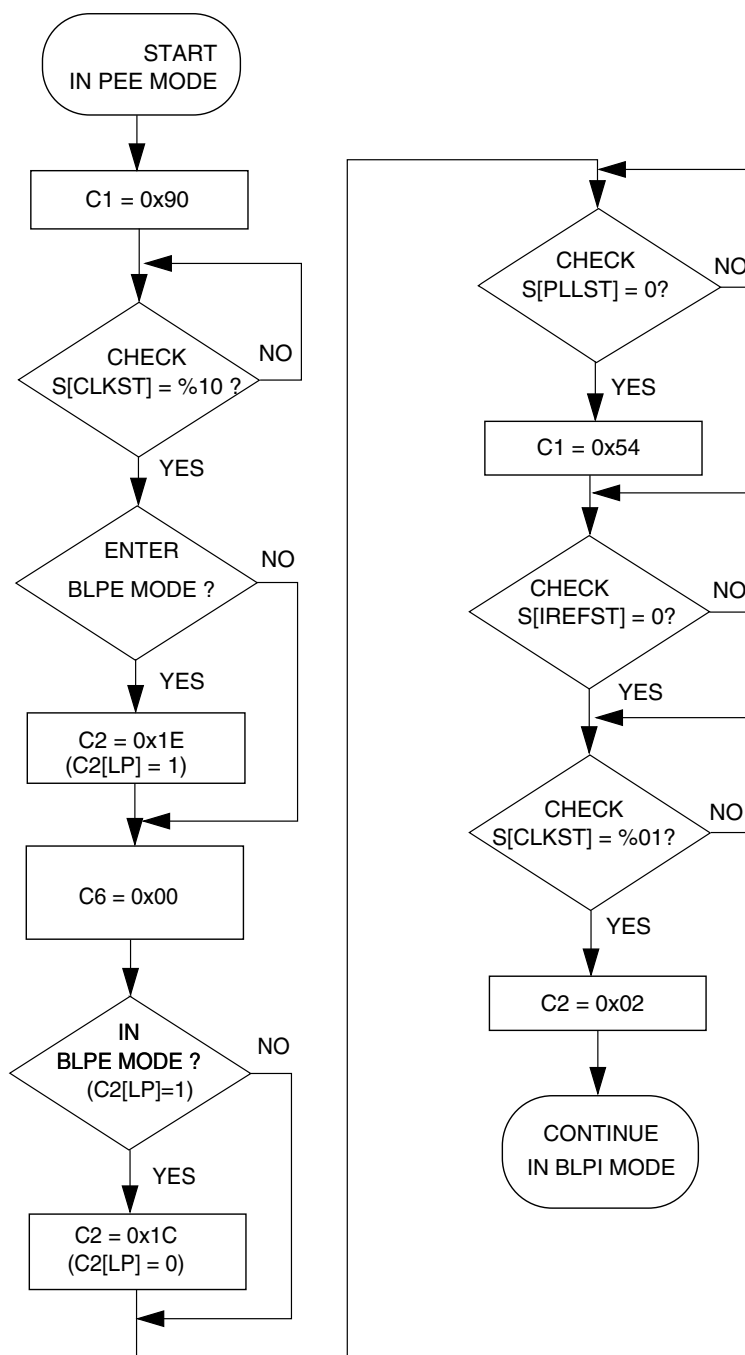 START
IN PEE MODE
C1 = 0x90
CHECK
S[CLKST] = %10 ?
NO
YES
ENTER
BLPE MODE ?
NO
YES
C2 = 0x1E
(C2[LP] = 1)
C6 = 0x00
IN
BLPE MODE ?
(C2[LP]=1)
NO
YES
C2 = 0x1C
(C2[LP] = 0)
CHECK
S[PLLST] = 0?
NO
YES
C1 = 0x54
CHECK
S[IREFST] = 0?
NO
YES
CHECK
S[CLKST] = %01?
NO
YES
C2 = 0x02
CONTINUE
IN BLPI MODE